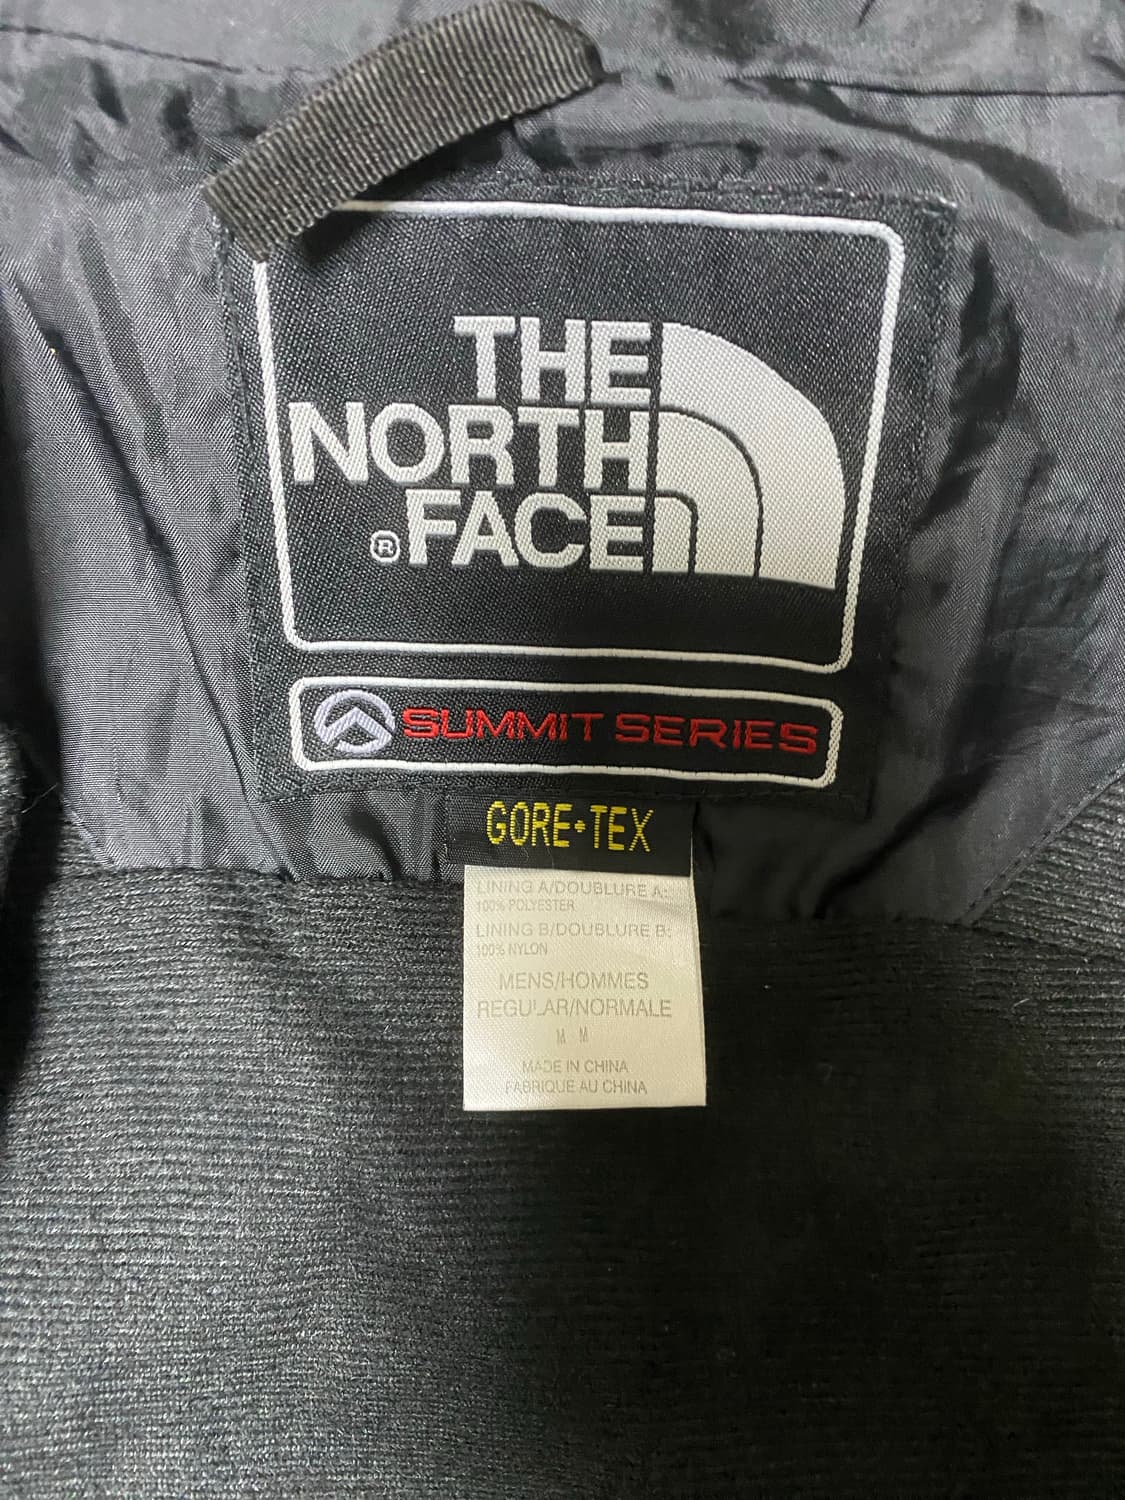 THE
NORTH
®FACE
SUMMIT SERIES
GORE-TEX
LINING A/DOUBLURE A:
100% POLYESTER
LINING B/DOUBLURE B:
100% NYLON
MENS/HOMMES
REGULAR/NORMALE
M M
MADE IN CHINA
FABRIQUE AU CHINA